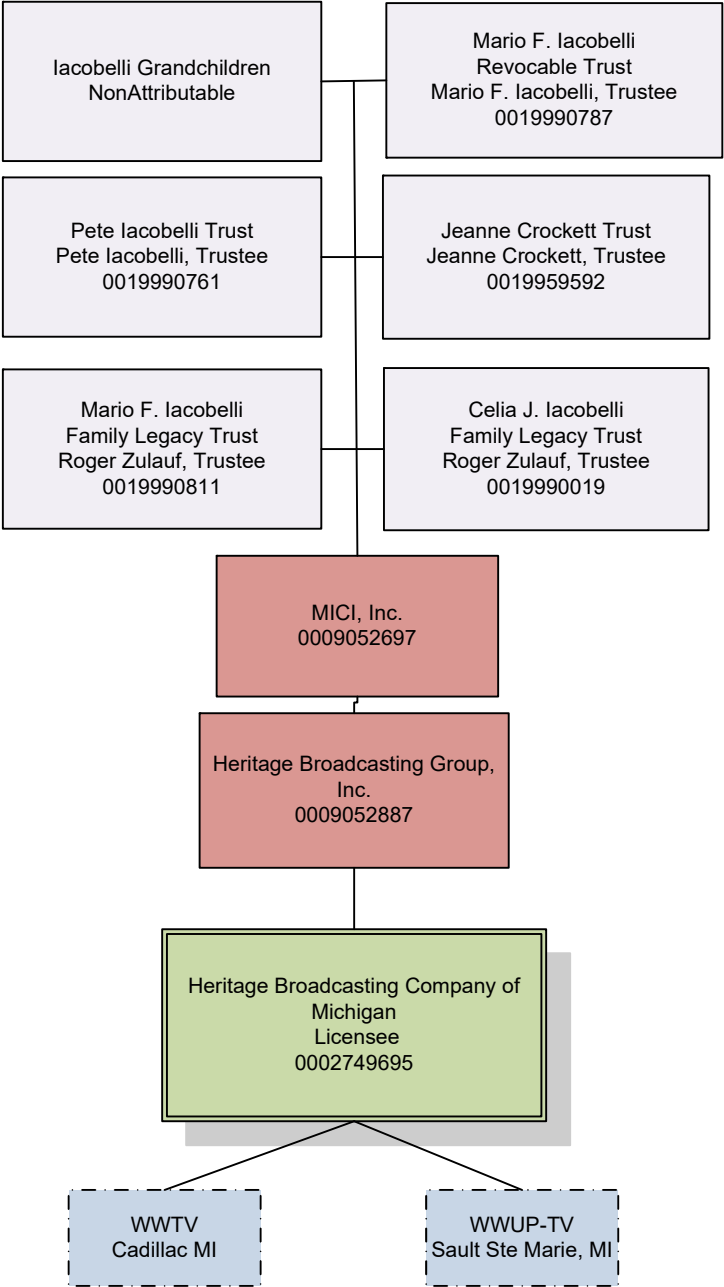 Iacobelli Grandchildren
NonAttributable
Mario F. Iacobelli
Revocable Trust
Mario F. Iacobelli, Trustee
0019990787
Pete Iacobelli Trust
Pete Iacobelli, Trustee
0019990761
Jeanne Crockett Trust
Jeanne Crockett, Trustee
0019959592
Mario F. Iacobelli
Family Legacy Trust
Roger Zulauf, Trustee
0019990811
Celia J. Iacobelli
Family Legacy Trust
Roger Zulauf, Trustee
0019990019
MICI, Inc.
0009052697
Heritage Broadcasting Group,
Inc.
0009052887
Heritage Broadcasting Company of
Michigan
Licensee
0002749695
WWTV
Cadillac MI
WWUP-TV
Sault Ste Marie, MI